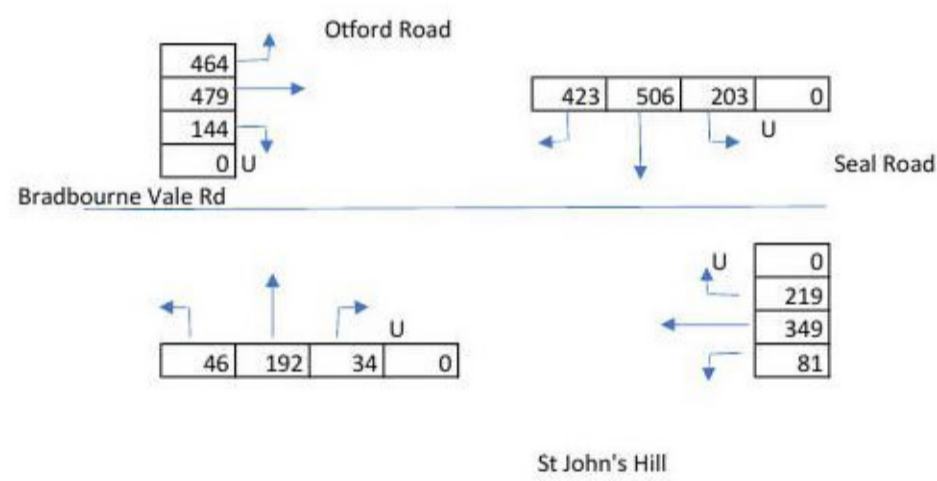 Otford Road
464
479
144
0 U
423 506 203 0
U
Seal Road
Bradbourne Vale Rd
U 0
219
349
81
U
46 192 34 0
St John's Hill